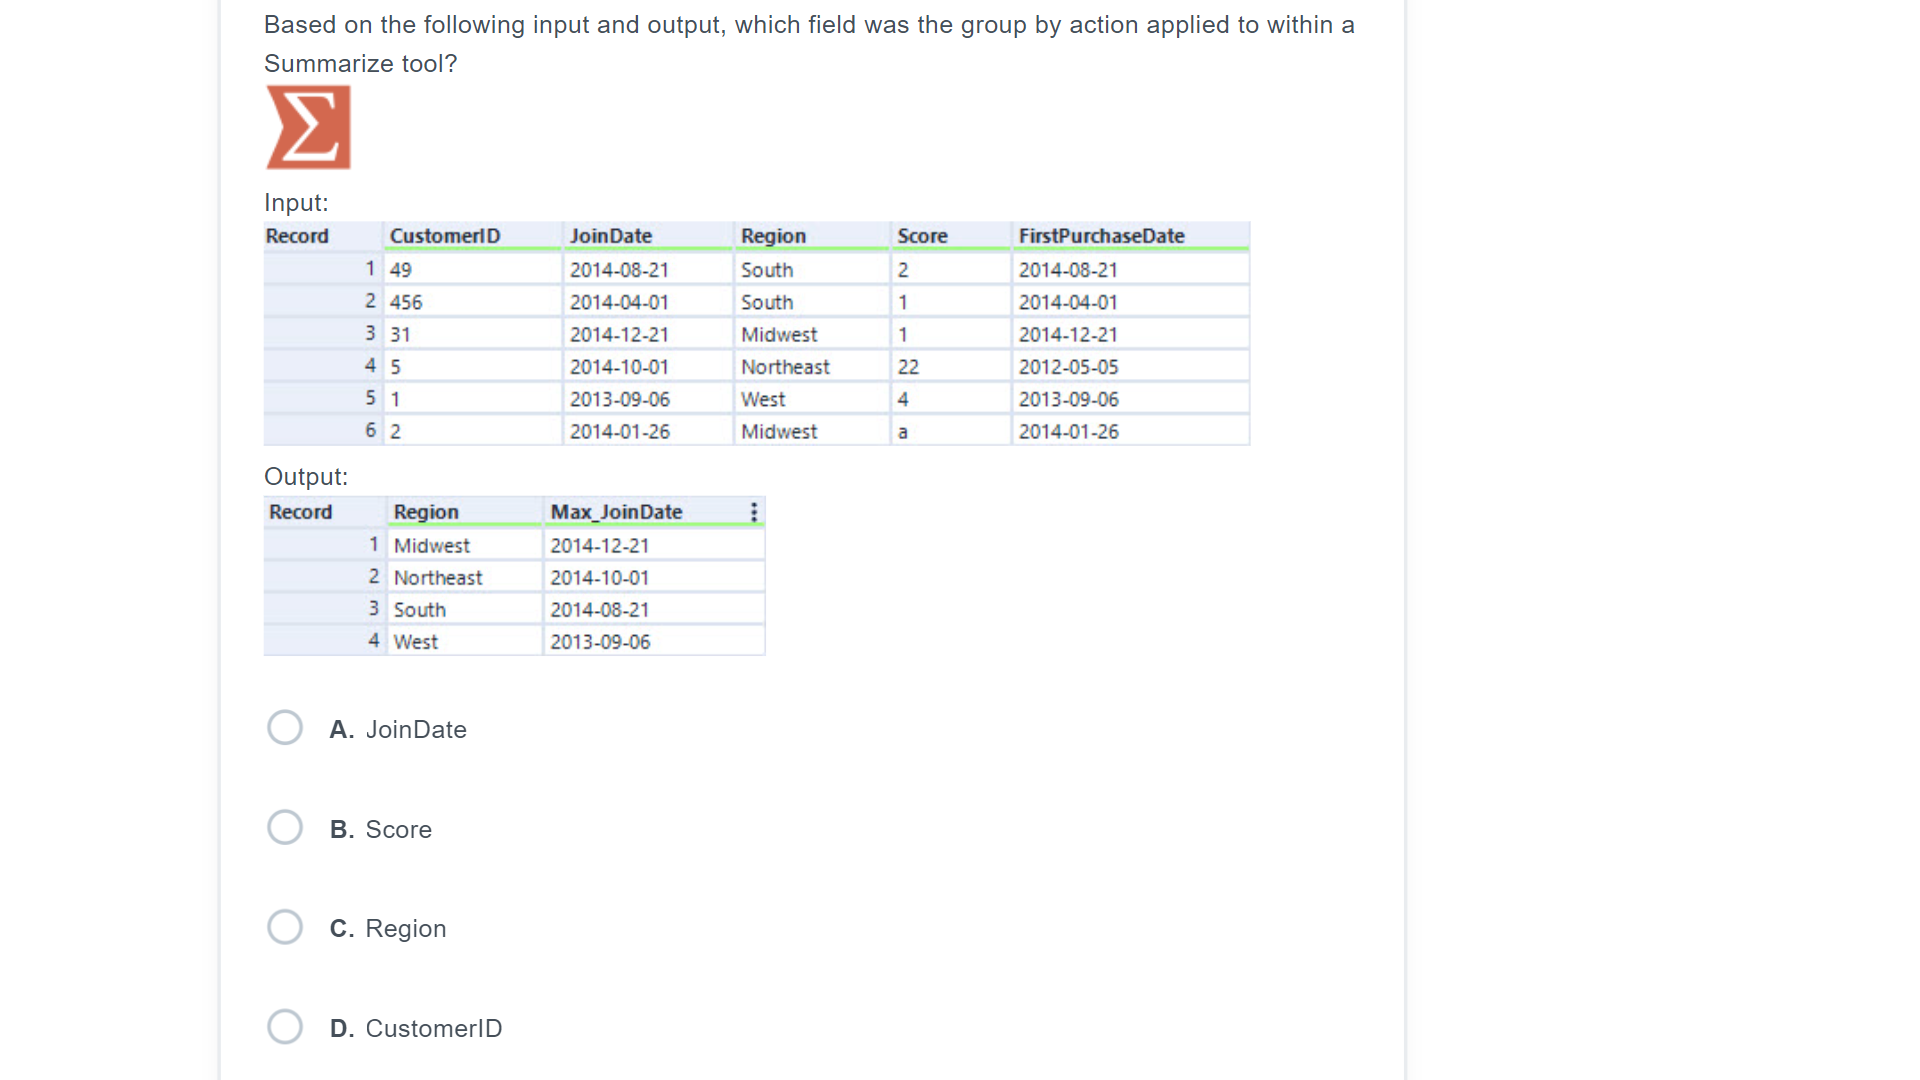 Based on the following input and output, which field was the group by action applied to within a
Summarize tool?
Σ
Input:
Record CustomerID JoinDate Region Score FirstPurchaseDate
1 49 2014-08-21 South 2 2014-08-21
2 456 2014-04-01 South 1 2014-04-01
3 31 2014-12-21 Midwest 1 2014-12-21
4 5 2014-10-01 Northeast 22 2012-05-05
5 1 2013-09-06 West 4 2013-09-06
6 2 2014-01-26 Midwest a 2014-01-26
Output:
Record Region Max_JoinDate
1 Midwest 2014-12-21
2 Northeast 2014-10-01
3 South 2014-08-21
4 West 2013-09-06
A. JoinDate
B. Score
C. Region
D. CustomerID